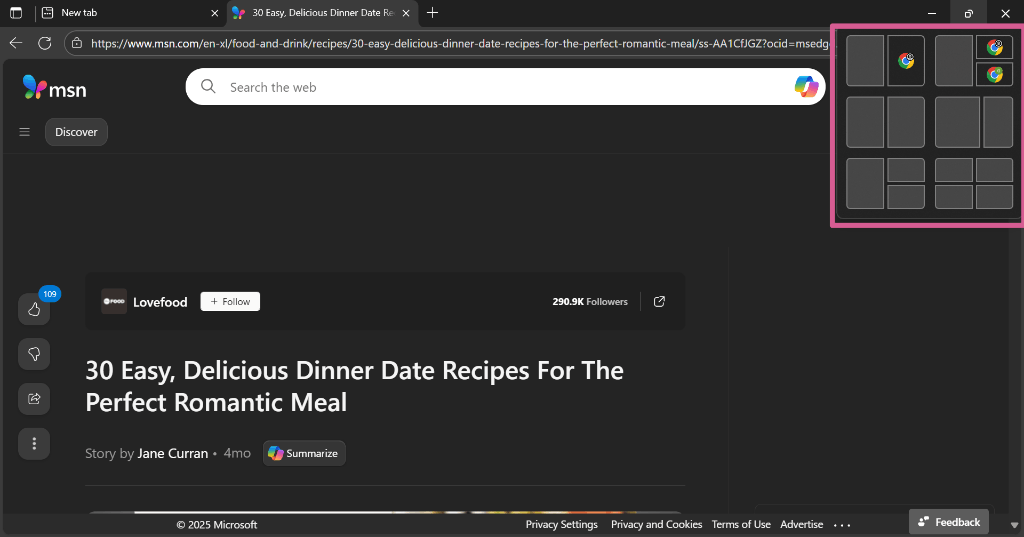 New tab
30 Easy, Delicious Dinner Date Re
https://www.msn.com/en-xl/food-and-drink/recipes/30-easy-delicious-dinner-date-recipes-for-the-perfect-romantic-meal/ss-AA1CfJGZ?ocid=msedg
msn
Search the web
Discover
109
FOOD
Lovefood
+ Follow
290.9K Followers
30 Easy, Delicious Dinner Date Recipes For The
Perfect Romantic Meal
Story by Jane Curran • 4mo
Summarize
© 2025 Microsoft
Privacy Settings
Privacy and Cookies
Terms of Use
Advertise
Feedback